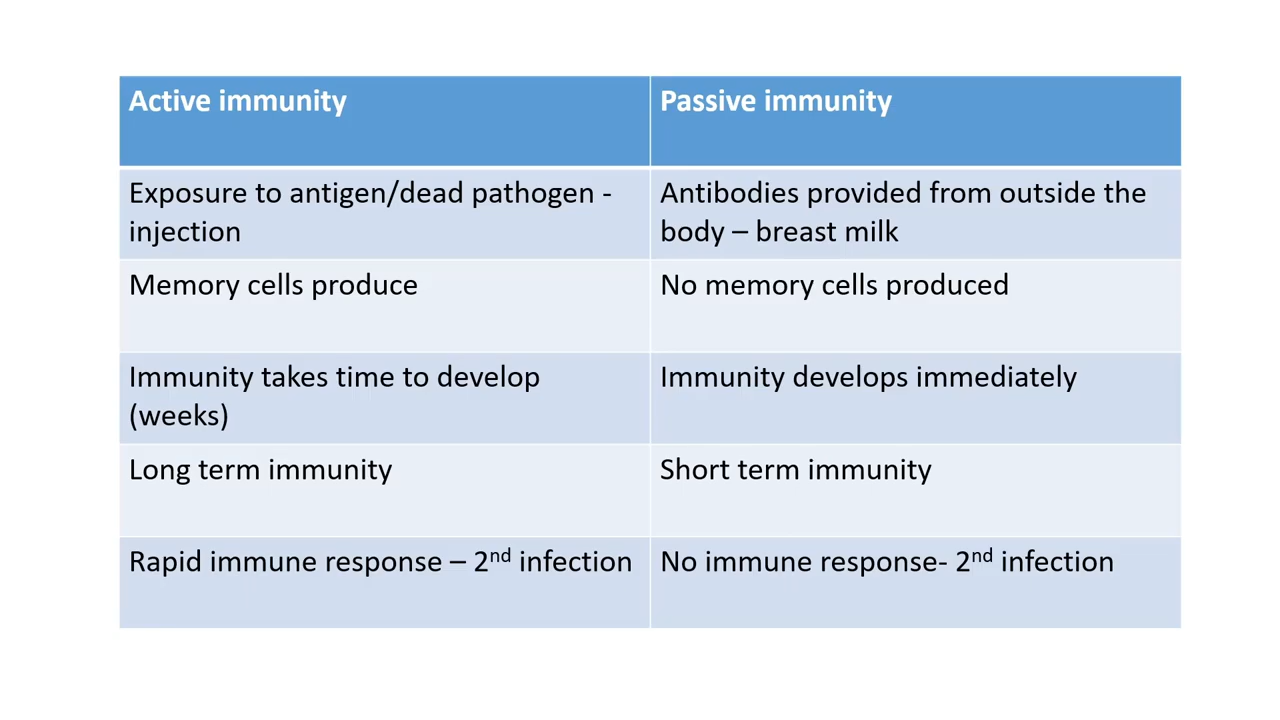 Active immunity
Passive immunity
Exposure to antigen/dead pathogen -
injection
Antibodies provided from outside the
body – breast milk
Memory cells produce
No memory cells produced
Immunity takes time to develop
(weeks)
Immunity develops immediately
Long term immunity
Short term immunity
Rapid immune response – 2nd infection
No immune response- 2nd infection